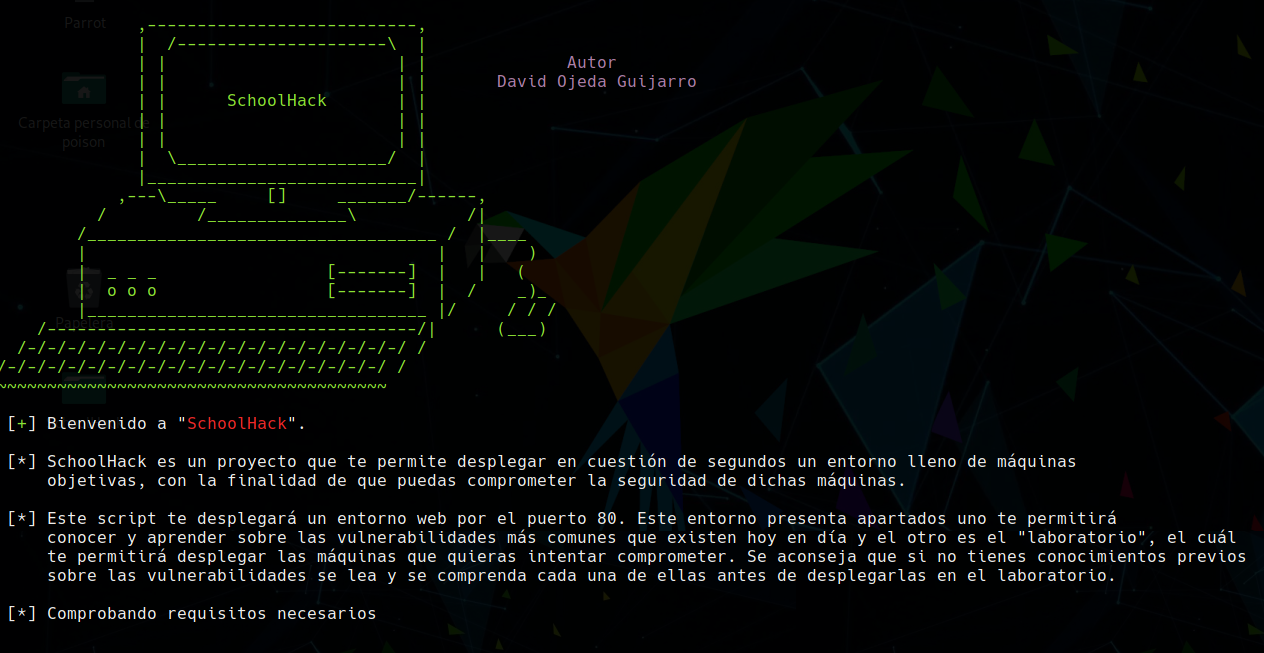 Parrot
Autor
David Ojeda Guijarro
SchoolHack
Carpeta personal de
poison
[-------]
o o o
[-------]
Papelera
[+] Bienvenido a "SchoolHack".
[*] SchoolHack es un proyecto que te permite desplegar en cuestión de segundos un entorno lleno de máquinas
objetivas, con la finalidad de que puedas comprometer la seguridad de dichas máquinas.
[*] Este script te desplegará un entorno web por el puerto 80. Este entorno presenta apartados uno te permitirá
conocer y aprender sobre las vulnerabilidades más comunes que existen hoy en día y el otro es el "laboratorio", el cuál
te permitirá desplegar las máquinas que quieras intentar comprometer. Se aconseja que si no tienes conocimientos previos
sobre las vulnerabilidades se lea y se comprenda cada una de ellas antes de desplegarlas en el laboratorio.
[*] Comprobando requisitos necesarios